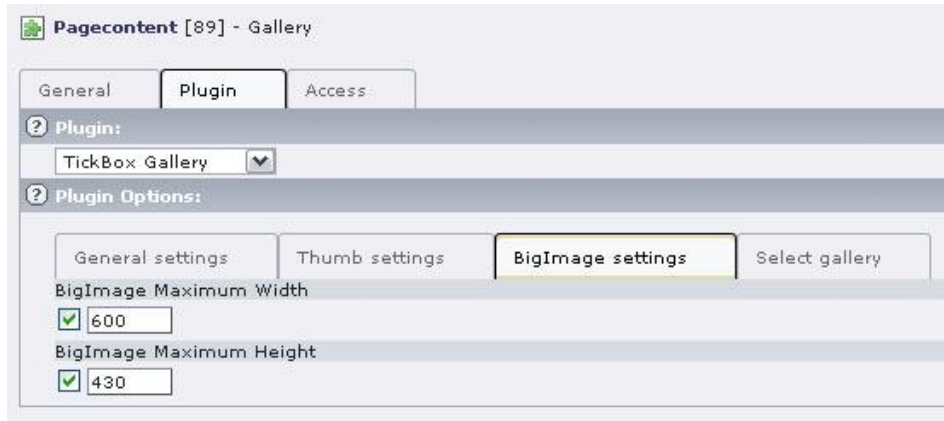 Pagecontent [89] - Gallery
General Plugin Access
? Plugin:
TickBox Gallery
? Plugin Options:
General settings Thumb settings BigImage settings Select gallery
BigImage Maximum Width
600
BigImage Maximum Height
430